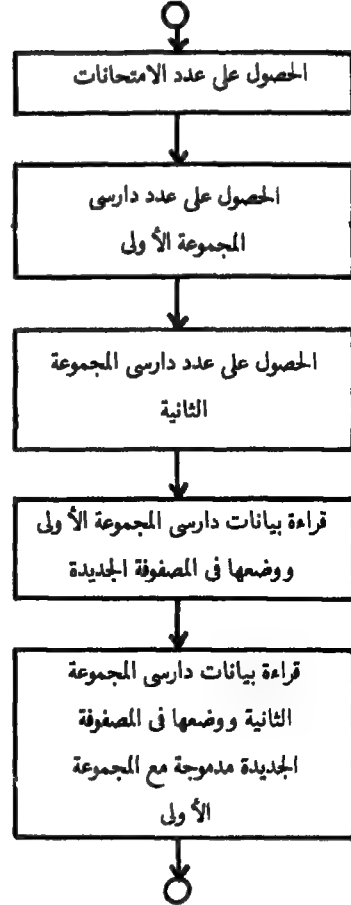 الحصول على عدد الامتحانات
الحصول على عدد دارسى
المجموعة الأولى
الحصول على عدد دارسى المجموعة
الثانية
قراءة بيانات دارسى المجموعة الأولى
ووضعها فى المصفوفة الجديدة
قراءة بيانات دارسى المجموعة
الثانية ووضعها فى المصفوفة
الجديدة مدموجة مع المجموعة
الأولى